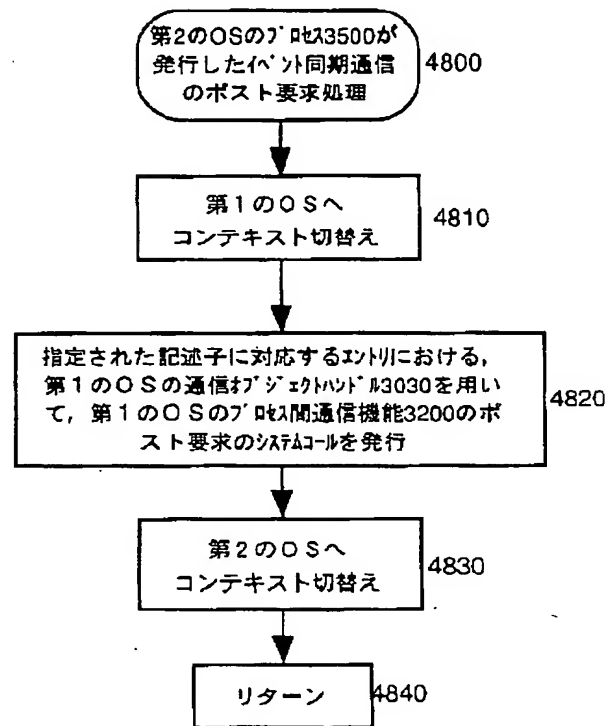 第2のOSのﾌﾟﾛｾｽ3500が
発行したｲﾍﾞﾝﾄ同期通信
のポスト要求処理
4800
第1のOSへ
コンテキスト切替え
4810
指定された記述子に対応するｴﾝﾄﾘにおける,
第1のOSの通信ｵﾌﾞｼﾞｪｸﾄﾊﾝﾄﾞﾙ3030を用い
て, 第1のOSのﾌﾟﾛｾｽ間通信機能3200のポ
スト要求のｼｽﾃﾑｺｰﾙを発行
4820
第2のOSへ
コンテキスト切替え
4830
リターン
4840